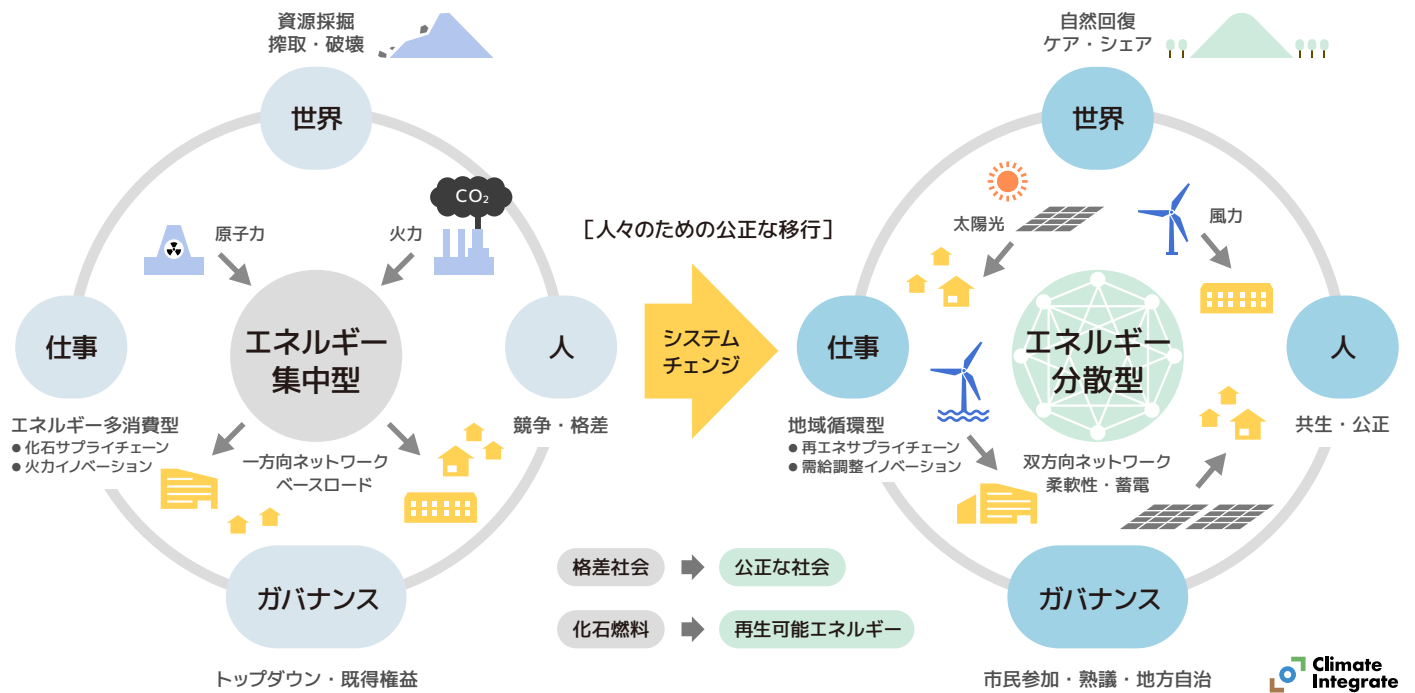 資源採掘
搾取・破壊
世界
CO₂
原子力
火力
エネルギー
集中型
仕事
人
エネルギー多消費型
● 化石サプライチェーン
● 火力イノベーション
競争・格差
一方向ネットワーク
ベースロード
ガバナンス
トップダウン・既得権益
［人々のための公正な移行］
システム
チェンジ
格差社会
公正な社会
化石燃料
再生可能エネルギー
自然回復
ケア・シェア
世界
太陽光
風力
エネルギー
分散型
仕事
人
地域循環型
● 再エネサプライチェーン
● 需給調整イノベーション
共生・公正
双方向ネットワーク
柔軟性・蓄電
ガバナンス
市民参加・熟議・地方自治
Climate
Integrate